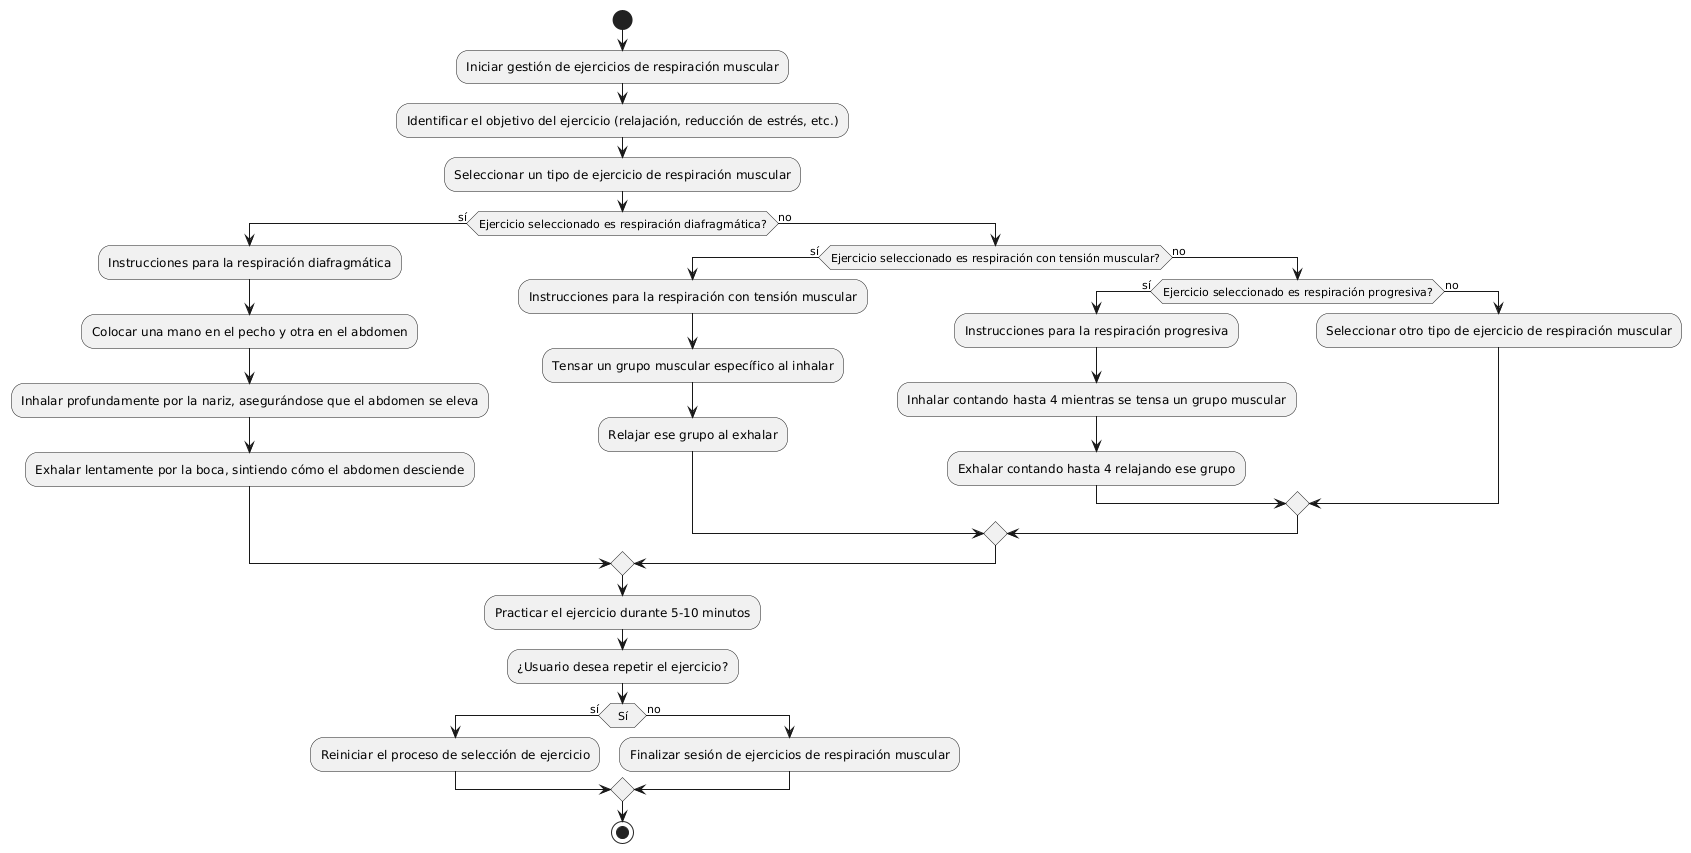 Iniciar gestión de ejercicios de respiración muscular
Identificar el objetivo del ejercicio (relajación, reducción de estrés, etc.)
Seleccionar un tipo de ejercicio de respiración muscular
sí
Ejercicio seleccionado es respiración diafragmática?
no
Instrucciones para la respiración diafragmática
Colocar una mano en el pecho y otra en el abdomen
Inhalar profundamente por la nariz, asegurándose que el abdomen se eleva
Exhalar lentamente por la boca, sintiendo cómo el abdomen desciende
sí
Ejercicio seleccionado es respiración con tensión muscular?
no
Instrucciones para la respiración con tensión muscular
Tensar un grupo muscular específico al inhalar
Relajar ese grupo al exhalar
sí
Ejercicio seleccionado es respiración progresiva?
no
Instrucciones para la respiración progresiva
Inhalar contando hasta 4 mientras se tensa un grupo muscular
Exhalar contando hasta 4 relajando ese grupo
Seleccionar otro tipo de ejercicio de respiración muscular
Practicar el ejercicio durante 5-10 minutos
¿Usuario desea repetir el ejercicio?
sí
Sí
no
Reiniciar el proceso de selección de ejercicio
Finalizar sesión de ejercicios de respiración muscular